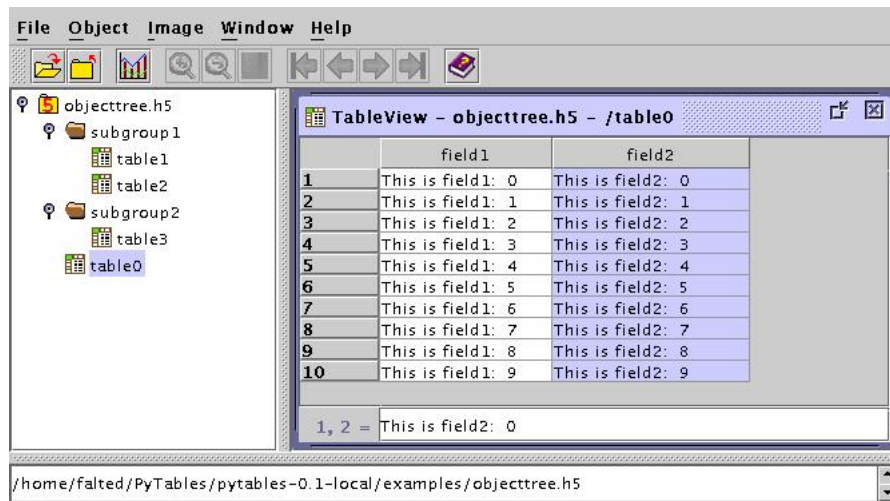 File Object Image Window Help
5 objecttree.h5
subgroup1
table1
table2
subgroup2
table3
table0
TableView - objecttree.h5 - /table0
field1 field2
1 This is field1: 0 This is field2: 0
2 This is field1: 1 This is field2: 1
3 This is field1: 2 This is field2: 2
4 This is field1: 3 This is field2: 3
5 This is field1: 4 This is field2: 4
6 This is field1: 5 This is field2: 5
7 This is field1: 6 This is field2: 6
8 This is field1: 7 This is field2: 7
9 This is field1: 8 This is field2: 8
10 This is field1: 9 This is field2: 9
1, 2 = This is field2: 0
/home/falted/PyTables/pytables-0.1-local/examples/objecttree.h5